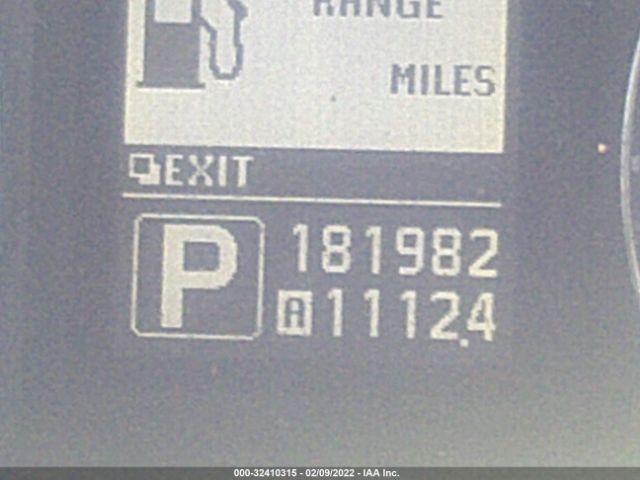 RANGE
MILES
EXIT
P
181982
A 1112.4
000-32410315 - 02/09/2022 - IAA Inc.